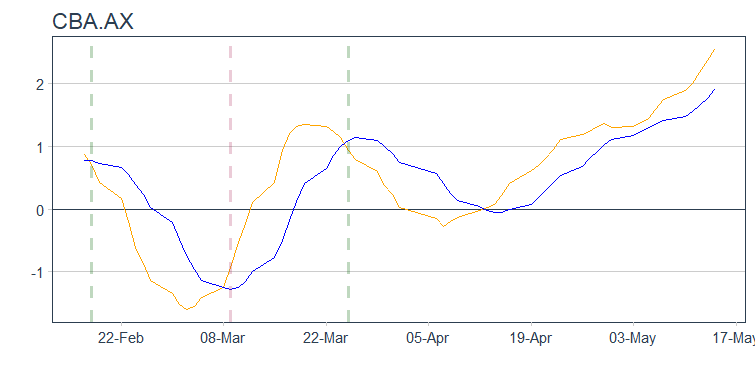 CBA.AX
2
1
0
-1
22-Feb
08-Mar
22-Mar
05-Apr
19-Apr
03-May
17-May